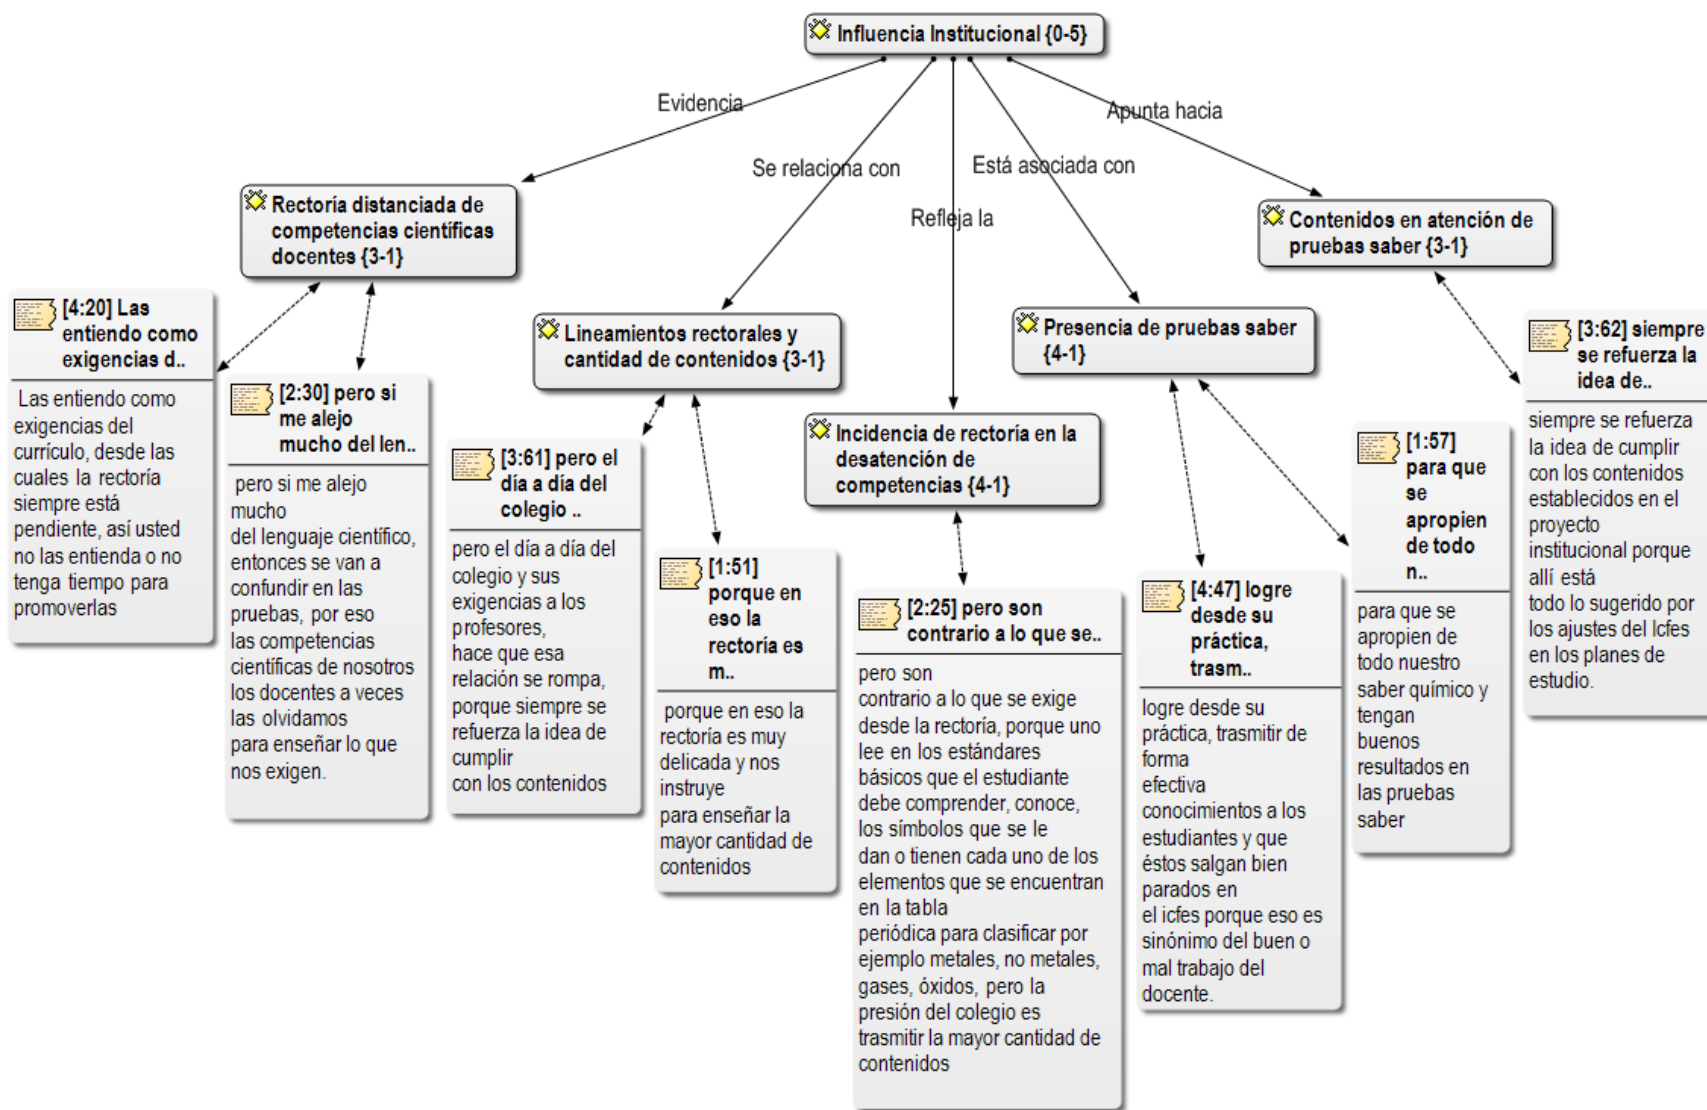 Influencia Institucional {0-5}
Evidencia
Se relaciona con
Refleja la
Está asociada con
Apunta hacia
Rectoría distanciada de
competencias científicas
docentes {3-1}
Lineamientos rectorales y
cantidad de contenidos {3-1}
Incidencia de rectoría en la
desatención de
competencias {4-1}
Presencia de pruebas saber
{4-1}
Contenidos en atención de
pruebas saber {3-1}
[4:20] Las
entiendo como
exigencias d..
Las entiendo como
exigencias del
currículo, desde las
cuales la rectoría
siempre está
pendiente, así usted
no las entienda o no
tenga tiempo para
promoverlas
[2:30] pero si
me alejo
mucho del len..
pero si me alejo
mucho
del lenguaje científico,
entonces se van a
confundir en las
pruebas, por eso
las competencias
científicas de nosotros
los docentes a veces
las olvidamos
para enseñar lo que
nos exigen.
[3:61] pero el
día a día del
colegio ..
pero el día a día del
colegio y sus
exigencias a los
profesores,
hace que esa
relación se rompa,
porque siempre se
refuerza la idea de
cumplir
con los contenidos
[1:51]
porque en
eso la
rectoría es
m..
porque en eso la
rectoría es muy
delicada y nos
instruye
para enseñar la
mayor cantidad de
contenidos
[2:25] pero son
contrario a lo que se..
pero son
contrario a lo que se exige
desde la rectoría, porque uno
lee en los estándares
básicos que el estudiante
debe comprender, conoce,
los símbolos que se le
dan o tienen cada uno de los
elementos que se encuentran
en la tabla
periódica para clasificar por
ejemplo metales, no metales,
gases, óxidos, pero la
presión del colegio es
trasmitir la mayor cantidad de
contenidos
[4:47] logre
desde su
práctica,
trasm..
logre desde su
práctica, trasmitir de
forma
efectiva
conocimientos a los
estudiantes y que
éstos salgan bien
parados en
el icfes porque eso es
sinónimo del buen o
mal trabajo del
docente.
[1:57]
para que
se
apropien
de todo
n..
para que se
apropien de
todo nuestro
saber químico y
tengan
buenos
resultados en
las pruebas
saber
[3:62] siempre
se refuerza la
idea de..
siempre se refuerza
la idea de cumplir
con los contenidos
establecidos en el
proyecto
institucional porque
allí está
todo lo sugerido por
los ajustes del Icfes
en los planes de
estudio.